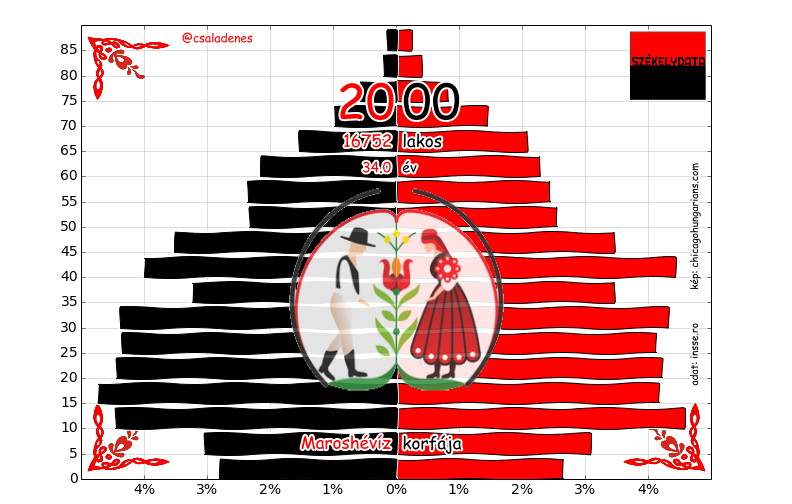 @csaladenes
SZÉKELYDATA
2000
16752 lakos
34.0 év
kép: chicagohungarians.com
adat: insse.ro
Maroshévíz korfája
85
80
75
70
65
60
55
50
45
40
35
30
25
20
15
10
5
0
4% 3% 2% 1% 0% 1% 2% 3% 4%